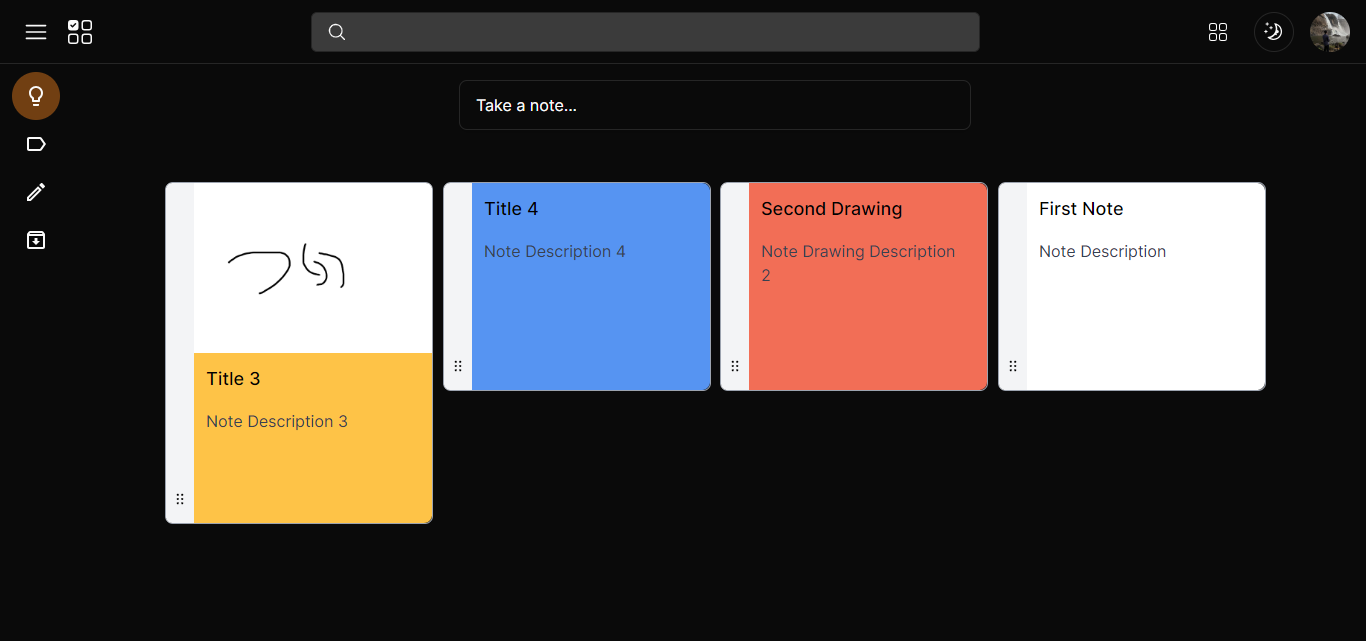 Take a note...
Title 3
Note Description 3
Title 4
Note Description 4
Second Drawing
Note Drawing Description
2
First Note
Note Description